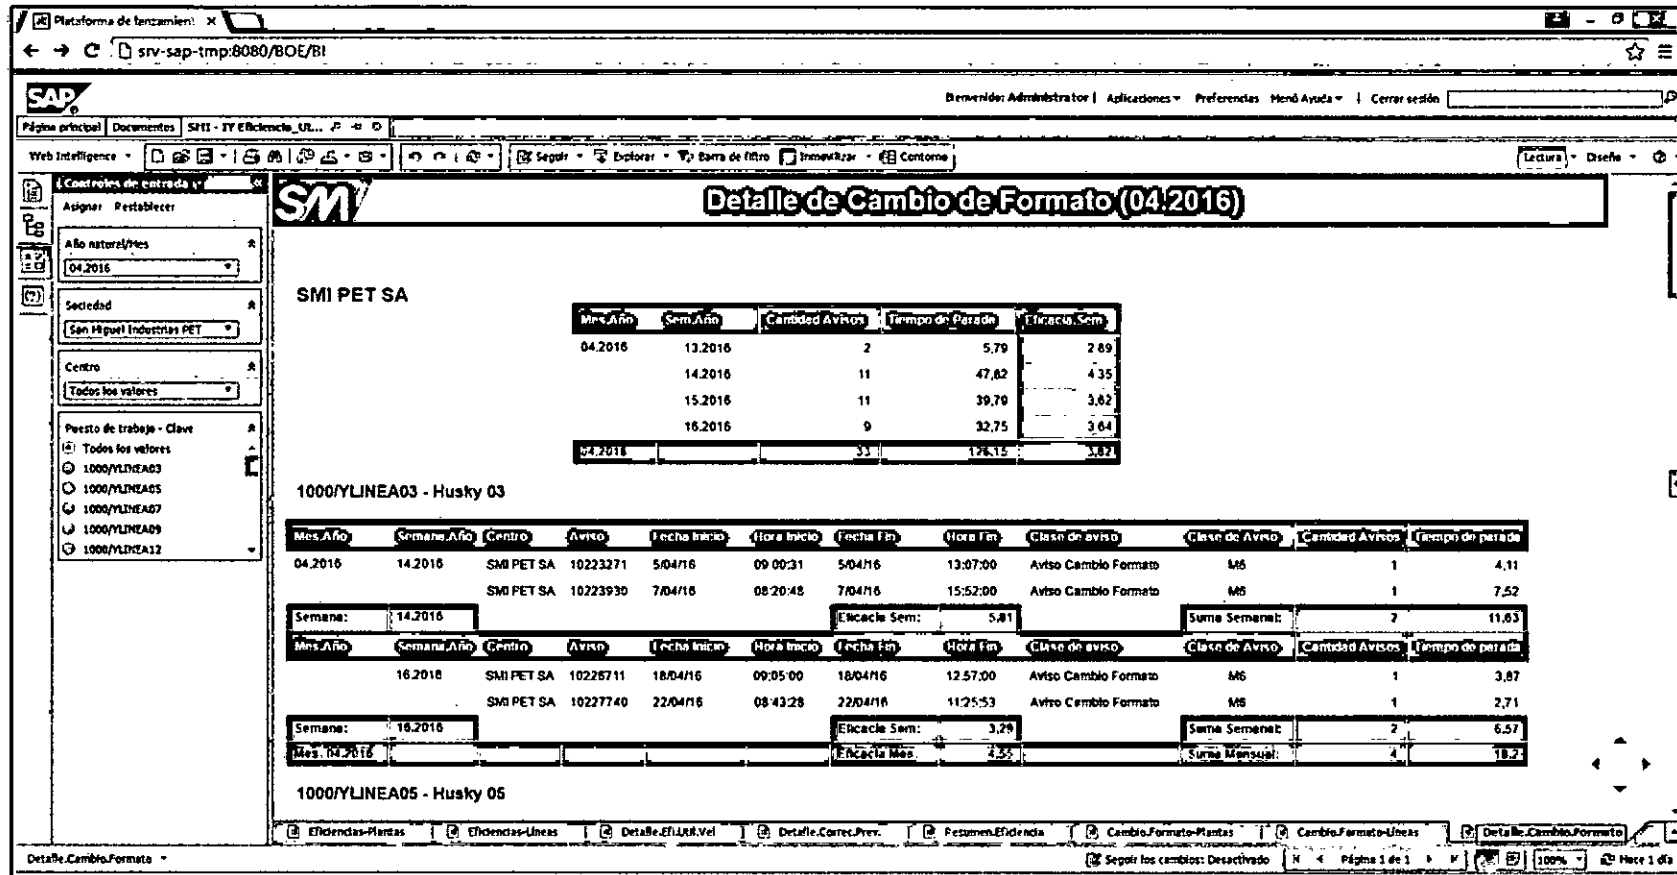 Plataforma de lanzamient ×
srv-sap-tmp:8080/BOE/BI
SAP
Bienvenido: Administrator | Aplicaciones Preferencias Menú Ayuda | Cerrar sesión
Página principal Documentos SMI - IY Eficiencia_Ut...
Web Intelligence Seguir Explorar Barra de filtro Inmovilizar Contorno Lectura Diseño
Controles de entrada
Asignar Restablecer
Año natural/Mes
04.2016
Sociedad
San Miguel Industrias PET
Centro
Todos los valores
Puesto de trabajo - Clave
Todos los valores
1000/YLINEA03
1000/YLINEA05
1000/YLINEA07
1000/YLINEA09
1000/YLINEA12
SMI
Detalle de Cambio de Formato (04.2016)
SMI PET SA
Mes.Año Sem.Año Cantidad Avisos Tiempo de Parada Eficacia.Sem
04.2016 13.2016 2 5,79 2,89
14.2016 11 47,82 4,35
15.2016 11 39,79 3,62
16.2016 9 32,75 3,64
04.2016 33 126,15 3,82
1000/YLINEA03 - Husky 03
Mes.Año Semana.Año Centro Aviso Fecha Inicio Hora Inicio Fecha Fin Hora Fin Clase de aviso Clase de Aviso Cantidad Avisos Tiempo de parada
04.2016 14.2016 SMI PET SA 10223271 5/04/16 09:00:31 5/04/16 13:07:00 Aviso Cambio Formato M6 1 4,11
SMI PET SA 10223930 7/04/16 08:20:48 7/04/16 15:52:00 Aviso Cambio Formato M6 1 7,52
Semana: 14.2016 Eficacia Sem: 5,81 Suma Semanal: 2 11,63
Mes.Año Semana.Año Centro Aviso Fecha Inicio Hora Inicio Fecha Fin Hora Fin Clase de aviso Clase de Aviso Cantidad Avisos Tiempo de parada
16.2016 SMI PET SA 10226711 18/04/16 09:05:00 18/04/16 12:57:00 Aviso Cambio Formato M6 1 3,87
SMI PET SA 10227740 22/04/16 08:43:28 22/04/16 11:25:53 Aviso Cambio Formato M6 1 2,71
Semana: 16.2016 Eficacia Sem: 3,29 Suma Semanal: 2 6,57
Mes. 04.2016 Eficacia Mes: 4,55 Suma Mensual: 4 18,2
1000/YLINEA05 - Husky 05
Eficiencias-Plantas Eficiencias-Líneas Detalle.Efi.Uti.Vel Detalle.Correc.Prev. Resumen.Eficiencia Cambio.Formato-Plantas Cambio.Formato-Líneas Detalle.Cambio.Formato
Detalle.Cambio.Formato Seguir los cambios: Desactivado Página 1 de 1 100% Hace 1 día